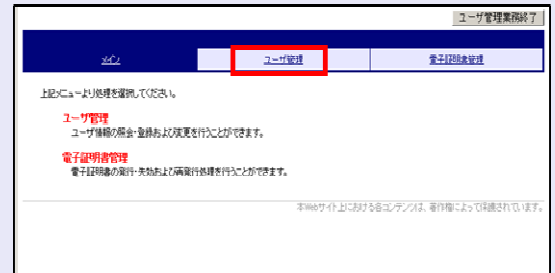 ユーザ管理業務終了
メイン ユーザ管理 電子証明書管理
上記メニューより処理を選択してください。
ユーザ管理
ユーザ情報の照会・登録および変更を行うことができます。
電子証明書管理
電子証明書の発行・失効および再発行処理を行うことができます。
本Webサイト上における各コンテンツは、著作権によって保護されています。